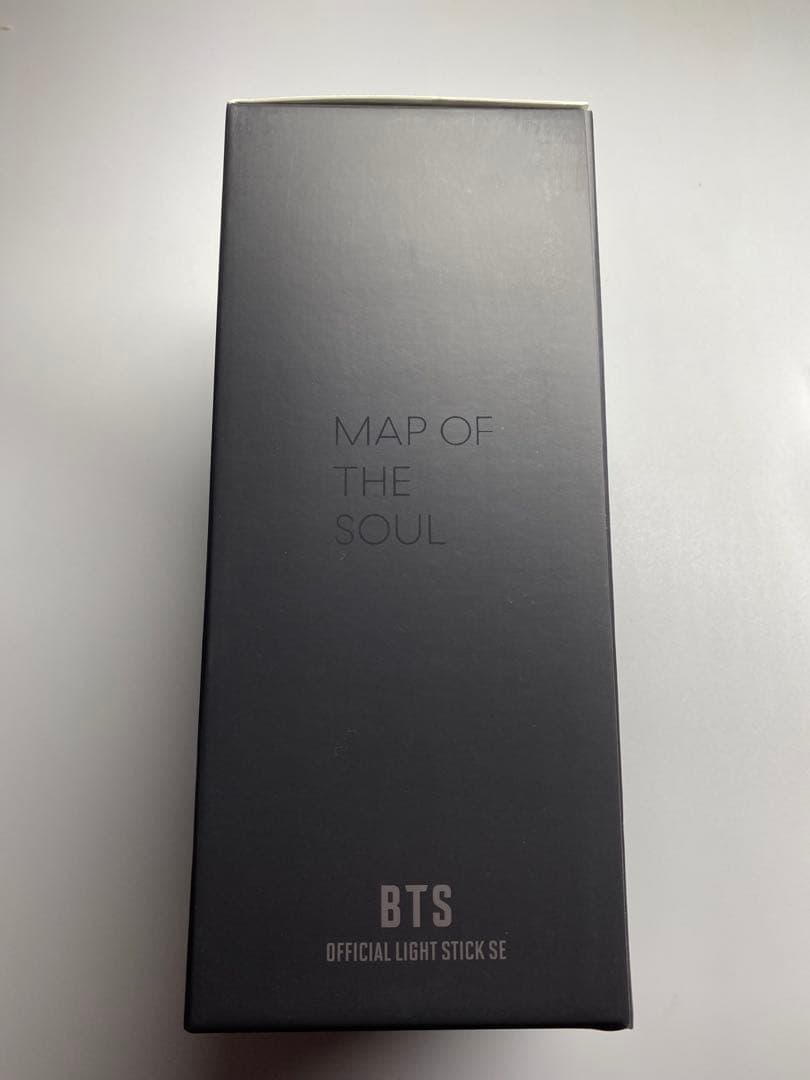 MAP OF
THE
SOUL
BTS
OFFICIAL LIGHT STICK SE